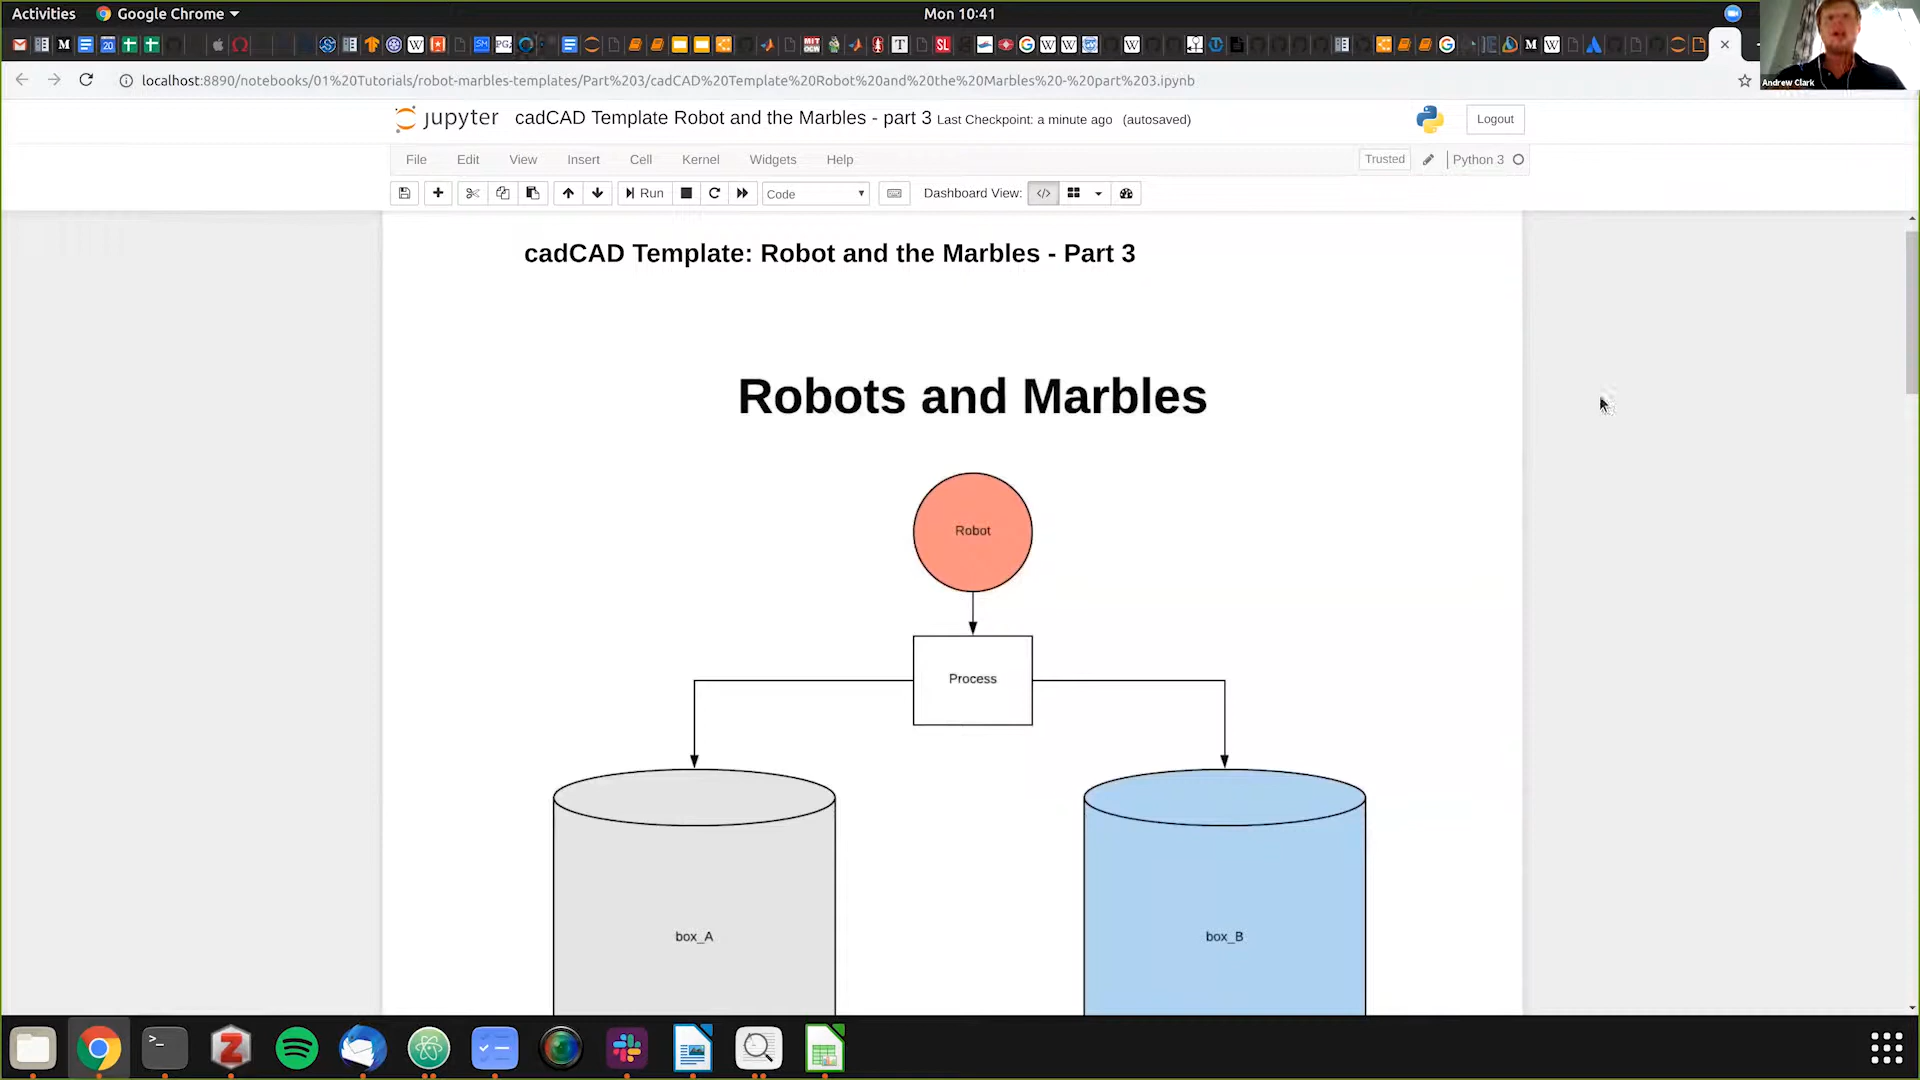 Activities Google Chrome Mon 10:41
localhost:8890/notebooks/01%20Tutorials/robot-marbles-templates/Part%203/cadCAD%20Template%20Robot%20and%20the%20Marbles%20-%20part%203.ipynb
Andrew Clark
jupyter cadCAD Template Robot and the Marbles - part 3 Last Checkpoint: a minute ago (autosaved) Logout
File Edit View Insert Cell Kernel Widgets Help Trusted Python 3
Run Code Dashboard View:
cadCAD Template: Robot and the Marbles - Part 3
Robots and Marbles
Robot
Process
box_A box_B